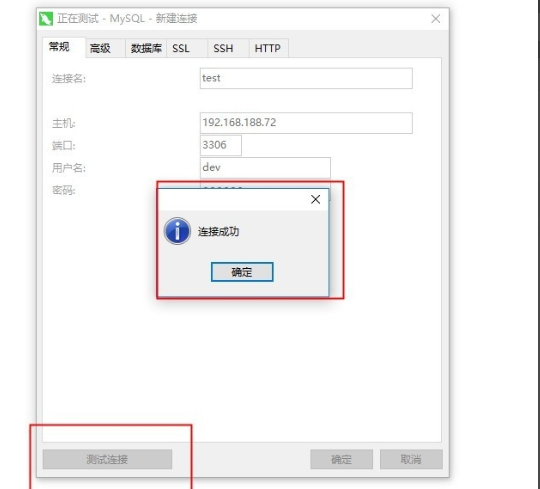 正在测试 - MySQL - 新建连接
常规 高级 数据库 SSL SSH HTTP
连接名: test
主机: 192.168.188.72
端口: 3306
用户名: dev
密码:
连接成功
确定
测试连接 确定 取消